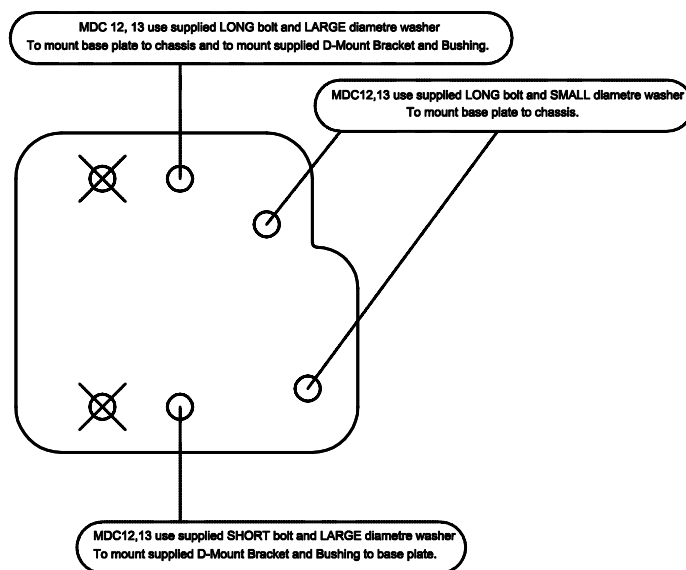 MDC 12, 13 use supplied LONG bolt and LARGE diametre washer
To mount base plate to chassis and to mount supplied D-Mount Bracket and Bushing.
MDC12,13 use supplied LONG bolt and SMALL diametre washer
To mount base plate to chassis.
MDC12,13 use supplied SHORT bolt and LARGE diametre washer
To mount supplied D-Mount Bracket and Bushing to base plate.